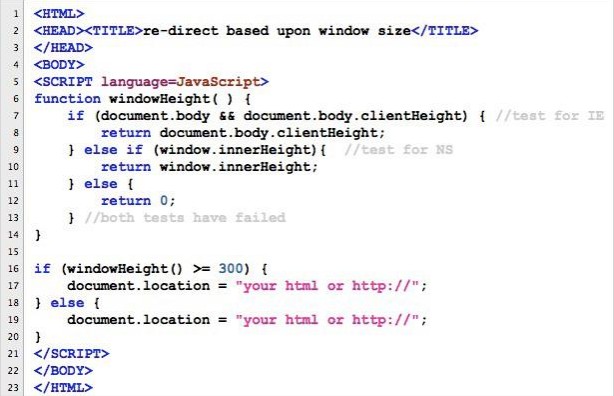 1 <HTML>
2 <HEAD><TITLE>re-direct based upon window size</TITLE>
3 </HEAD>
4 <BODY>
5 <SCRIPT language=JavaScript>
6 function windowHeight( ) {
7     if (document.body && document.body.clientHeight) { //test for IE
8         return document.body.clientHeight;
9     } else if (window.innerHeight){  //test for NS
10         return window.innerHeight;
11     } else {
12         return 0;
13     } //both tests have failed
14 }
15
16 if (windowHeight() >= 300) {
17     document.location = "your html or http://";
18 } else {
19     document.location = "your html or http://";
20 }
21 </SCRIPT>
22 </BODY>
23 </HTML>